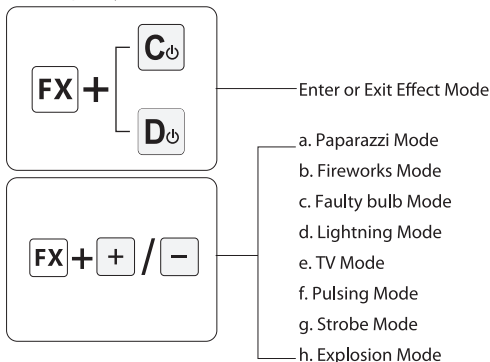 C
FX + D
Enter or Exit Effect Mode
FX + + / −
a. Paparazzi Mode
b. Fireworks Mode
c. Faulty bulb Mode
d. Lightning Mode
e. TV Mode
f. Pulsing Mode
g. Strobe Mode
h. Explosion Mode